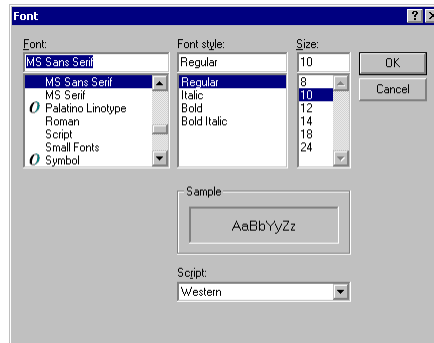 Font
Font: Font style: Size:
MS Sans Serif Regular 10 OK
MS Sans Serif Regular 8 Cancel
MS Serif Italic 10
Palatino Linotype Bold 12
Roman Bold Italic 14
Script 18
Small Fonts 24
Symbol
Sample
AaBbYyZz
Script:
Western